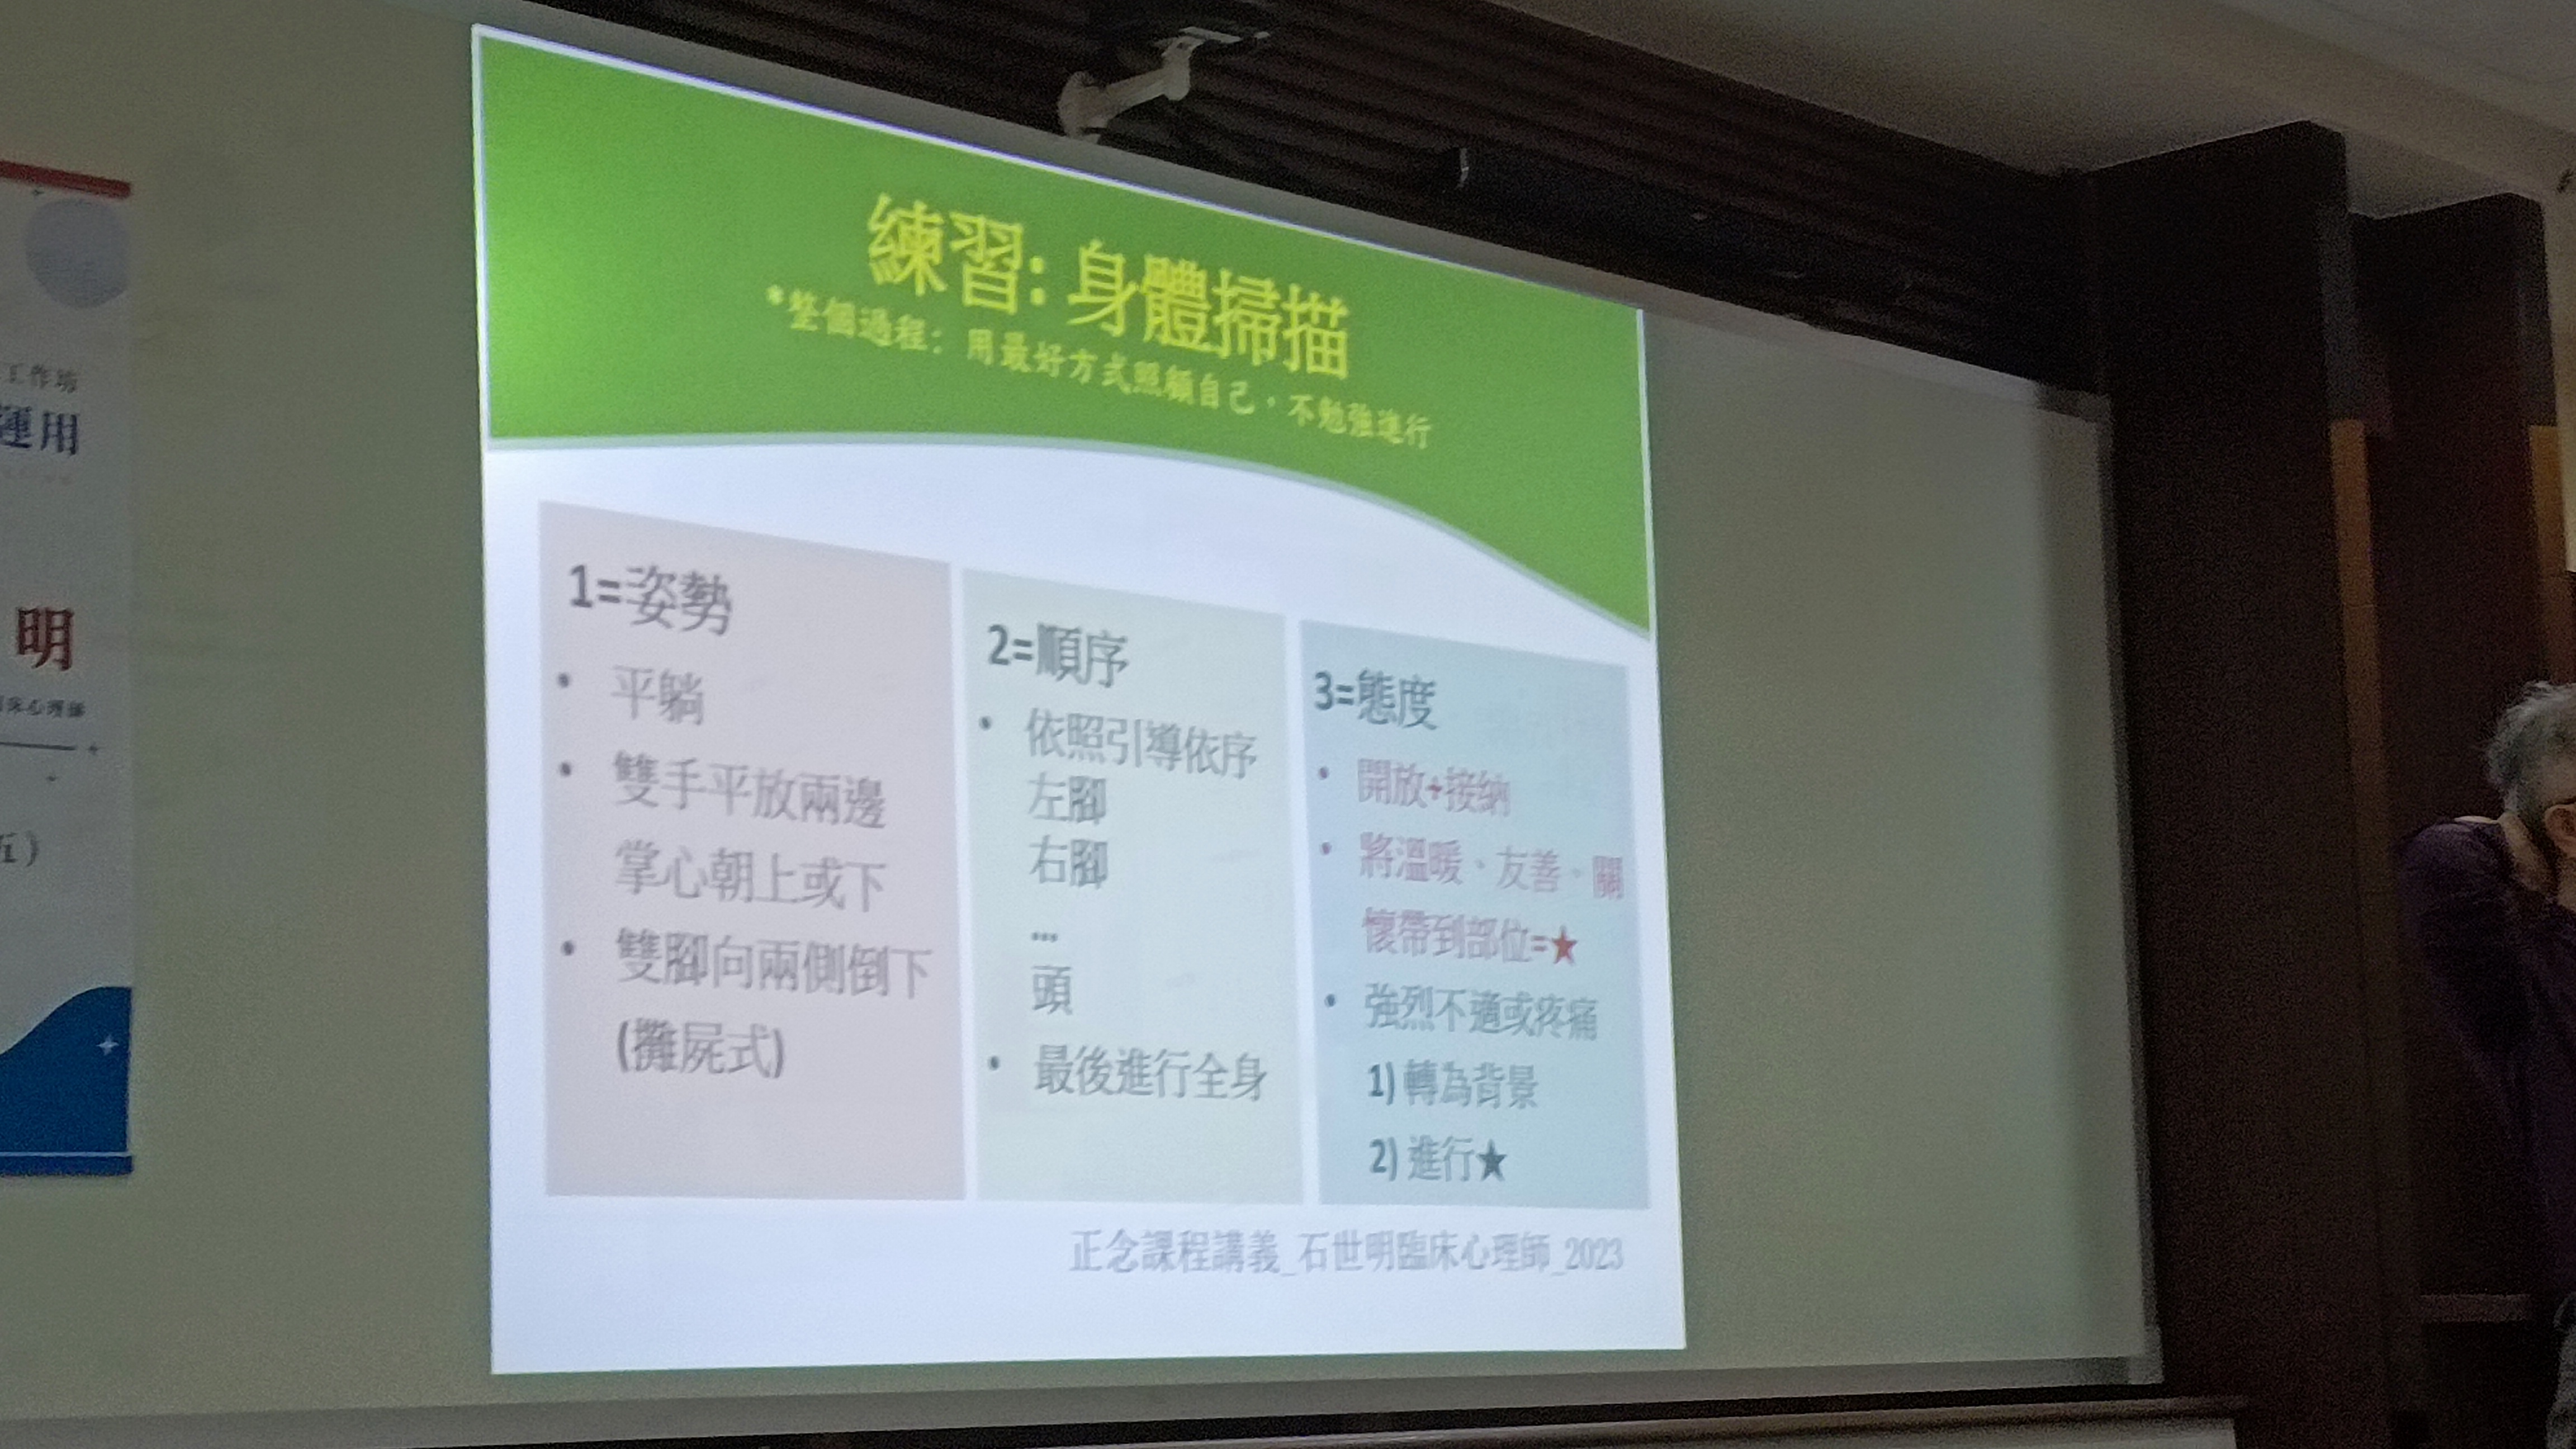 工作坊
運用
明
床心理師
五）
練習: 身體掃描
*整個過程：用最好方式照顧自己，不勉強進行
1=姿勢
• 平躺
• 雙手平放兩邊
掌心朝上或下
• 雙腳向兩側倒下
(攤屍式)
2=順序
• 依照引導依序
左腳
右腳
...
頭
• 最後進行全身
3=態度
• 開放+接納
• 將溫暖、友善、關
懷帶到部位=★
• 強烈不適或疼痛
1) 轉為背景
2) 進行★
正念課程講義_石世明臨床心理師_2023